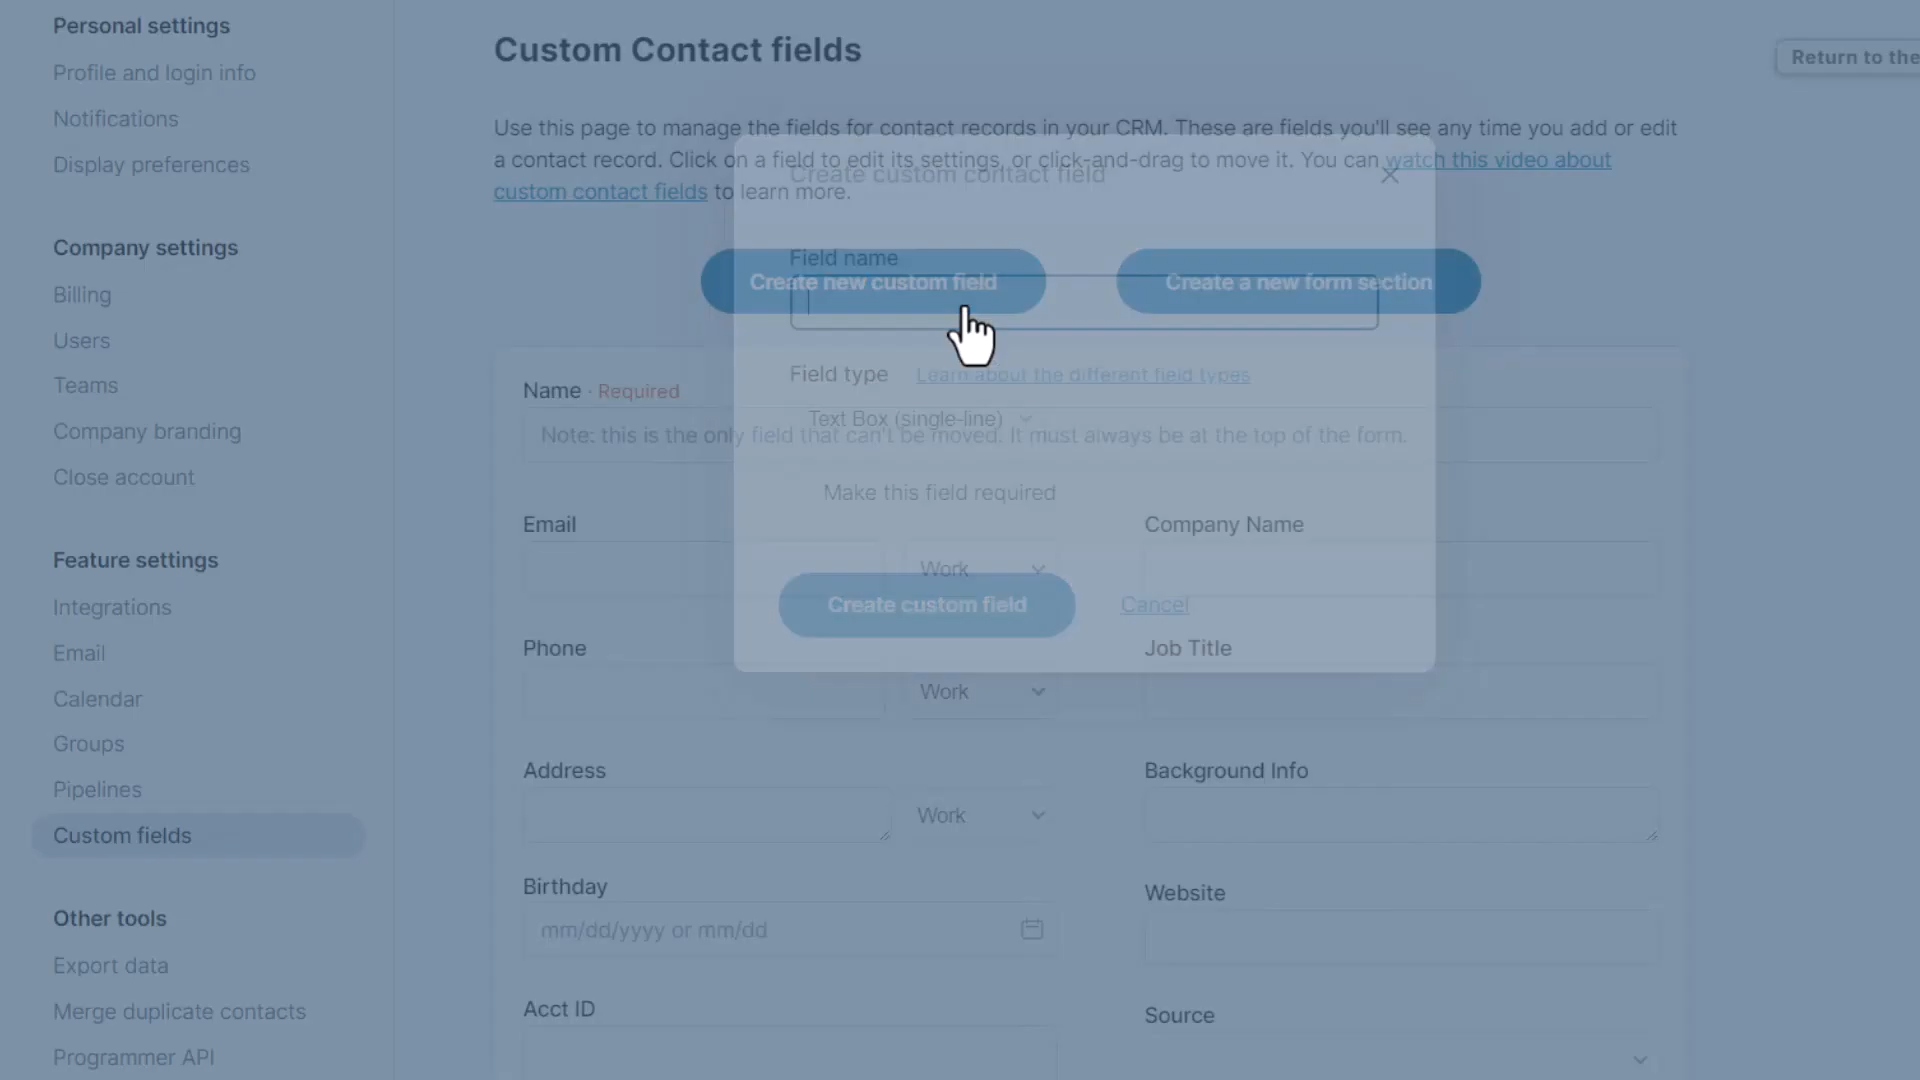 Personal settings
Profile and login info
Notifications
Display preferences
Company settings
Billing
Users
Teams
Company branding
Close account
Feature settings
Integrations
Email
Calendar
Groups
Pipelines
Custom fields
Other tools
Export data
Merge duplicate contacts
Programmer API
Custom Contact fields
Return to the
Use this page to manage the fields for contact records in your CRM. These are fields you'll see any time you add or edit
a contact record. Click on a field to edit its settings, or click-and-drag to move it. You can watch this video about
custom contact fields to learn more.
Create new custom field
Create a new form section
Create custom contact field
Field name
Field type Learn about the different field types
Text Box (single-line)
Make this field required
Create custom field
Cancel
Name · Required
Note: this is the only field that can't be moved. It must always be at the top of the form.
Email
Work
Company Name
Phone
Work
Job Title
Address
Work
Background Info
Birthday
mm/dd/yyyy or mm/dd
Website
Acct ID
Source